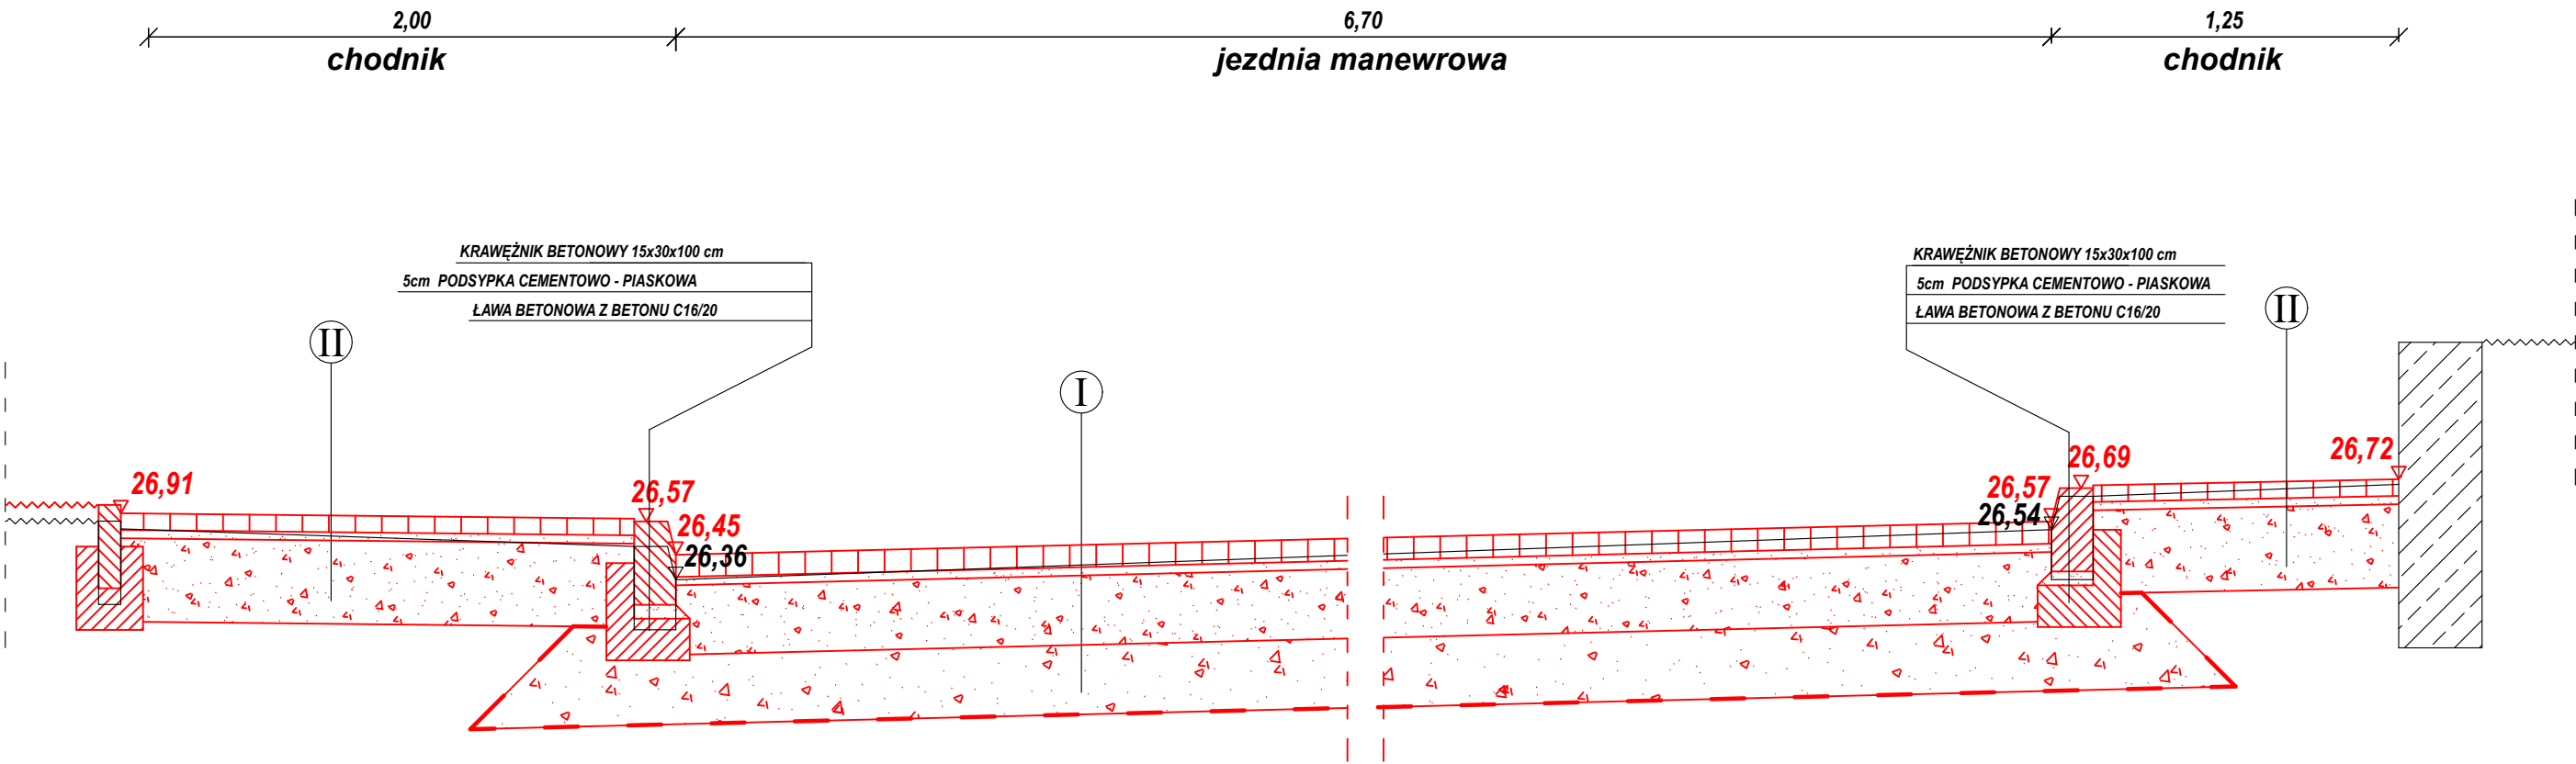 2,00
6,70
1,25
chodnik
jezdnia manewrowa
chodnik
KRAWĘŻNIK BETONOWY 15x30x100 cm
5cm PODSYPKA CEMENTOWO - PIASKOWA
ŁAWA BETONOWA Z BETONU C16/20
KRAWĘŻNIK BETONOWY 15x30x100 cm
5cm PODSYPKA CEMENTOWO - PIASKOWA
ŁAWA BETONOWA Z BETONU C16/20
II
I
II
26,91
26,57
26,45
26,36
26,57
26,54
26,69
26,72